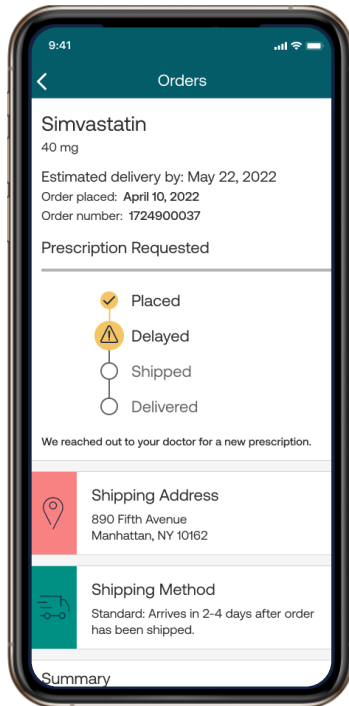 9:41
Orders
Simvastatin
40 mg
Estimated delivery by: May 22, 2022
Order placed: April 10, 2022
Order number: 1724900037
Prescription Requested
Placed
Delayed
Shipped
Delivered
We reached out to your doctor for a new prescription.
Shipping Address
890 Fifth Avenue
Manhattan, NY 10162
Shipping Method
Standard: Arrives in 2-4 days after order
has been shipped.
Summary